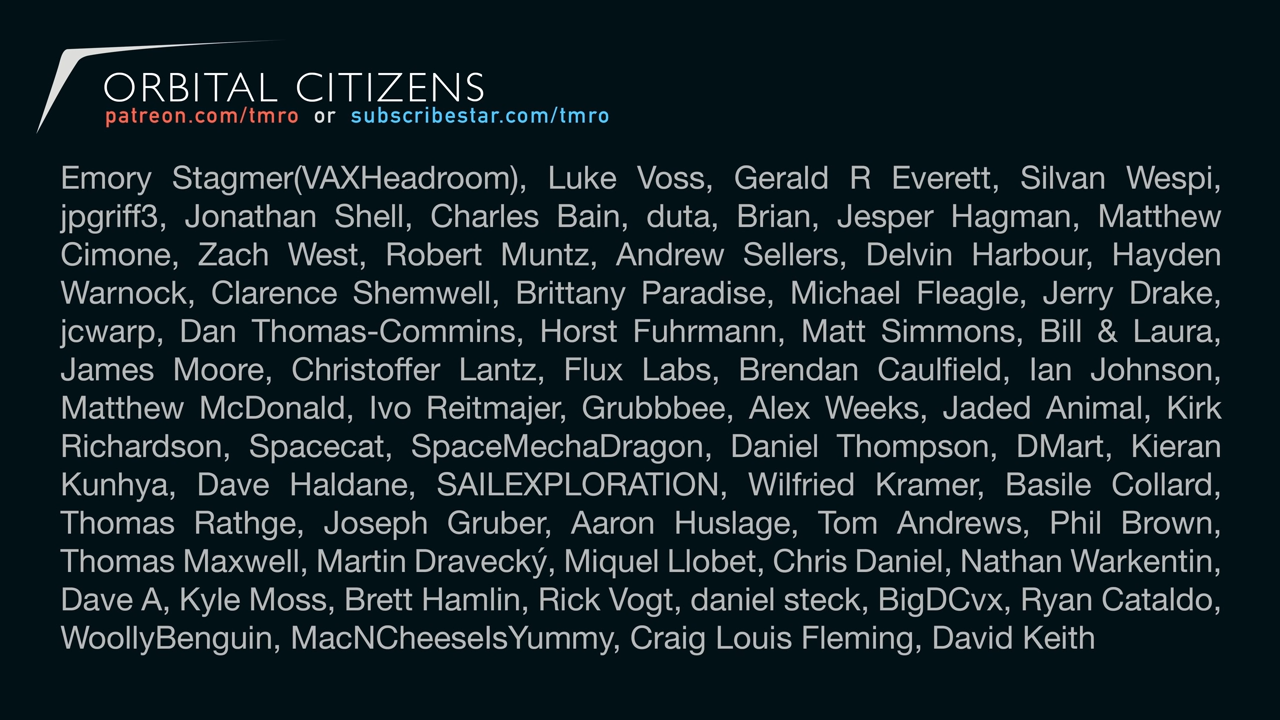 ORBITAL CITIZENS
patreon.com/tmro or subscribestar.com/tmro
Emory Stagmer(VAXHeadroom), Luke Voss, Gerald R Everett, Silvan Wespi,
jpgriff3, Jonathan Shell, Charles Bain, duta, Brian, Jesper Hagman, Matthew
Cimone, Zach West, Robert Muntz, Andrew Sellers, Delvin Harbour, Hayden
Warnock, Clarence Shemwell, Brittany Paradise, Michael Fleagle, Jerry Drake,
jcwarp, Dan Thomas-Commins, Horst Fuhrmann, Matt Simmons, Bill & Laura,
James Moore, Christoffer Lantz, Flux Labs, Brendan Caulfield, Ian Johnson,
Matthew McDonald, Ivo Reitmajer, Grubbbee, Alex Weeks, Jaded Animal, Kirk
Richardson, Spacecat, SpaceMechaDragon, Daniel Thompson, DMart, Kieran
Kunhya, Dave Haldane, SAILEXPLORATION, Wilfried Kramer, Basile Collard,
Thomas Rathge, Joseph Gruber, Aaron Huslage, Tom Andrews, Phil Brown,
Thomas Maxwell, Martin Dravecký, Miquel Llobet, Chris Daniel, Nathan Warkentin,
Dave A, Kyle Moss, Brett Hamlin, Rick Vogt, daniel steck, BigDCvx, Ryan Cataldo,
WoollyBenguin, MacNCheeseIsYummy, Craig Louis Fleming, David Keith